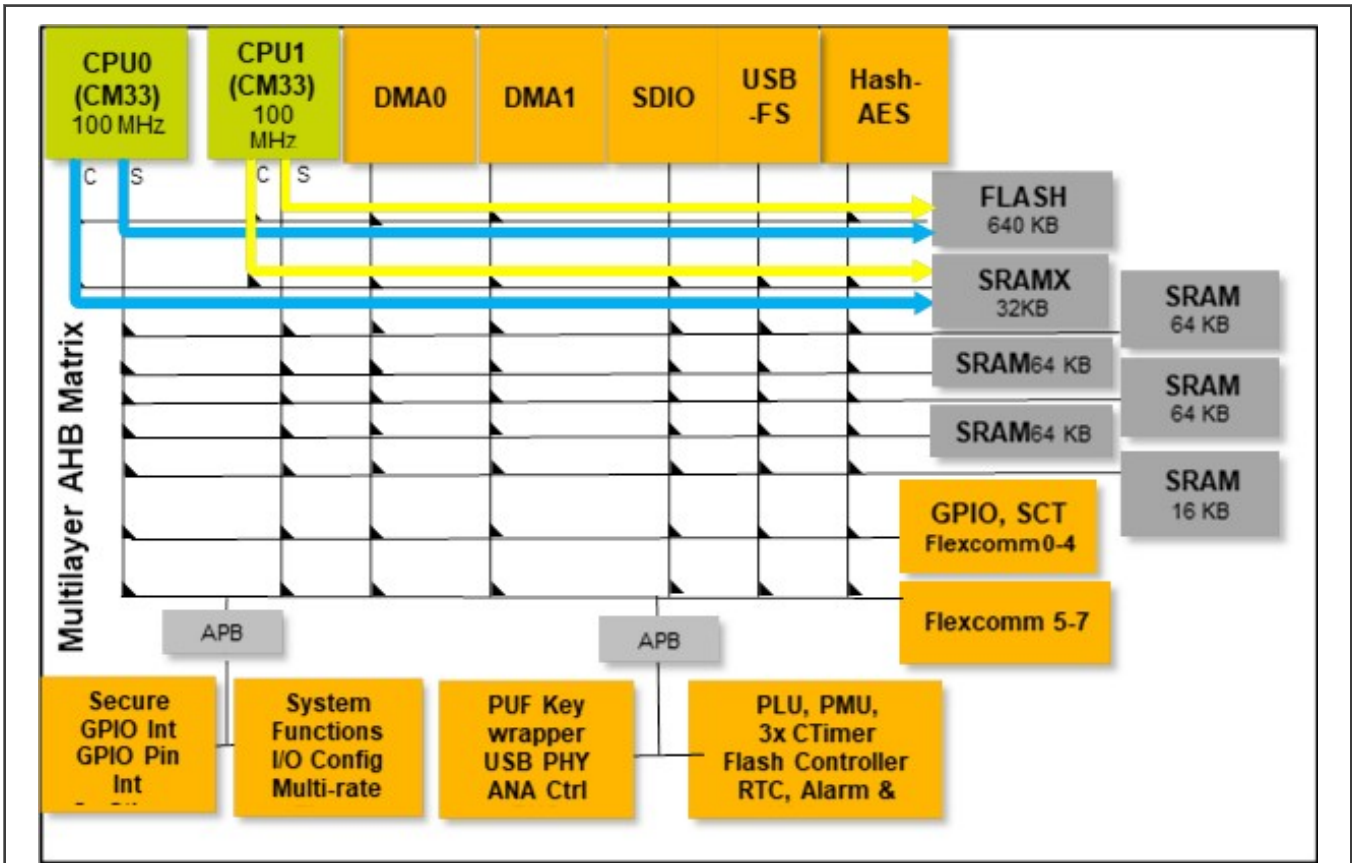 CPU0
(CM33)
100 MHz
CPU1
(CM33)
100
MHz
DMA0
DMA1
SDIO
USB
-FS
Hash-
AES
C
S
C
S
FLASH
640 KB
SRAMX
32KB
SRAM
64 KB
SRAM64 KB
SRAM
64 KB
SRAM64 KB
SRAM
16 KB
Multilayer AHB Matrix
GPIO, SCT
Flexcomm0-4
Flexcomm 5-7
APB
APB
Secure
GPIO Int
GPIO Pin
Int
System
Functions
I/O Config
Multi-rate
PUF Key
wrapper
USB PHY
ANA Ctrl
PLU, PMU,
3x CTimer
Flash Controller
RTC, Alarm &